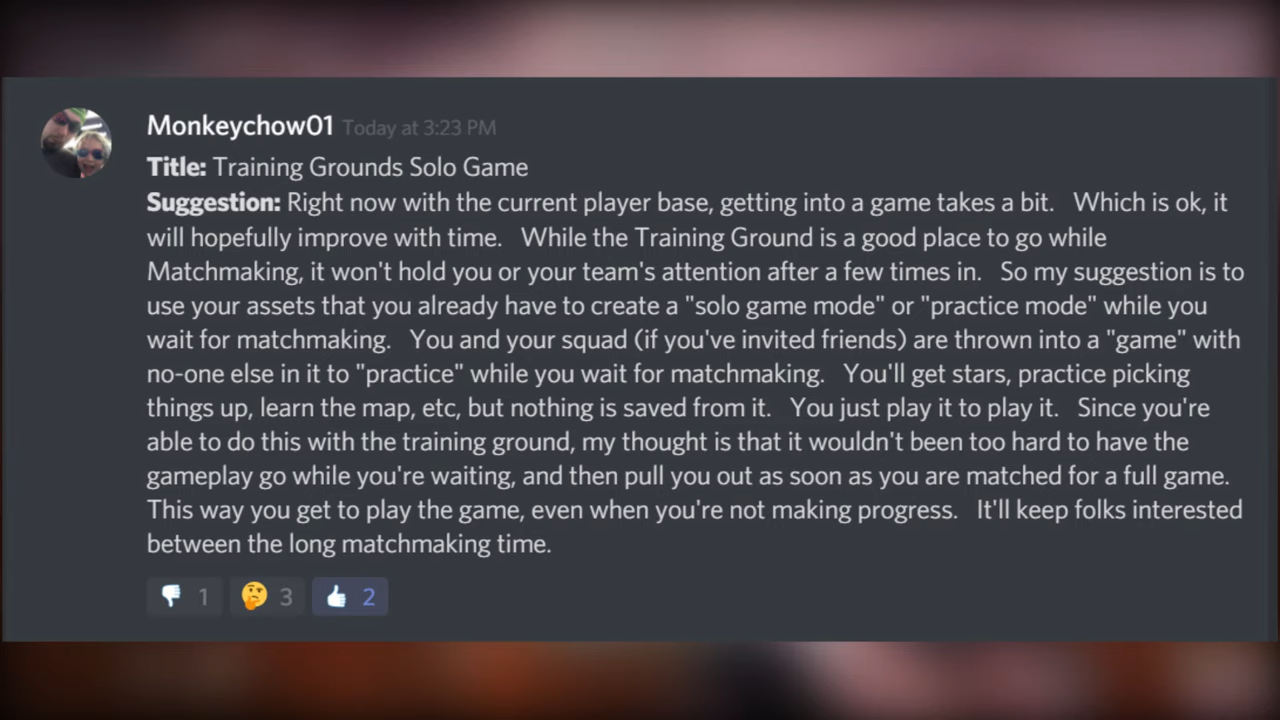 Monkeychow01 Today at 3:23 PM
Title: Training Grounds Solo Game
Suggestion: Right now with the current player base, getting into a game takes a bit.   Which is ok, it
will hopefully improve with time.   While the Training Ground is a good place to go while
Matchmaking, it won't hold you or your team's attention after a few times in.   So my suggestion is to
use your assets that you already have to create a "solo game mode" or "practice mode" while you
wait for matchmaking.   You and your squad (if you've invited friends) are thrown into a "game" with
no-one else in it to "practice" while you wait for matchmaking.   You'll get stars, practice picking
things up, learn the map, etc, but nothing is saved from it.   You just play it to play it.   Since you're
able to do this with the training ground, my thought is that it wouldn't been too hard to have the
gameplay go while you're waiting, and then pull you out as soon as you are matched for a full game.
This way you get to play the game, even when you're not making progress.   It'll keep folks interested
between the long matchmaking time.
1 3 2